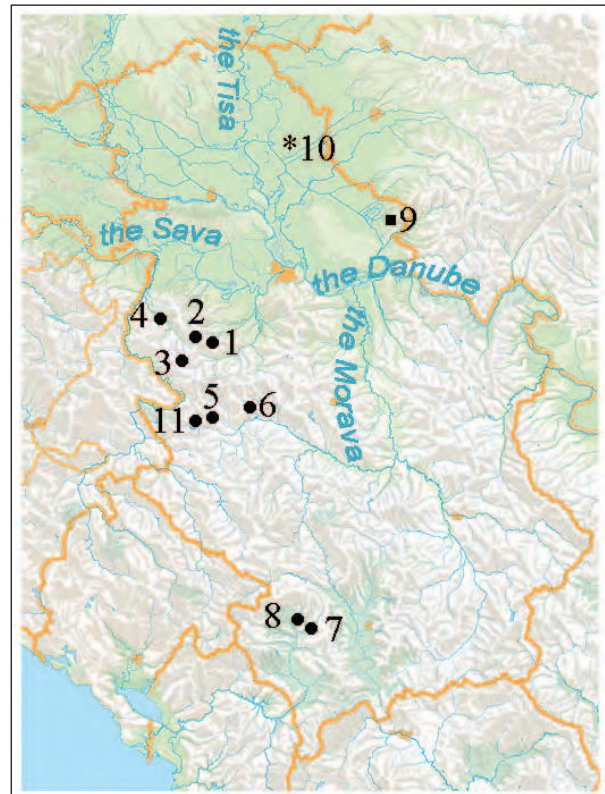 the Tisa
*10
9
the Sava
the Danube
4
2
1
the Morava
3
5
6
11
8
7